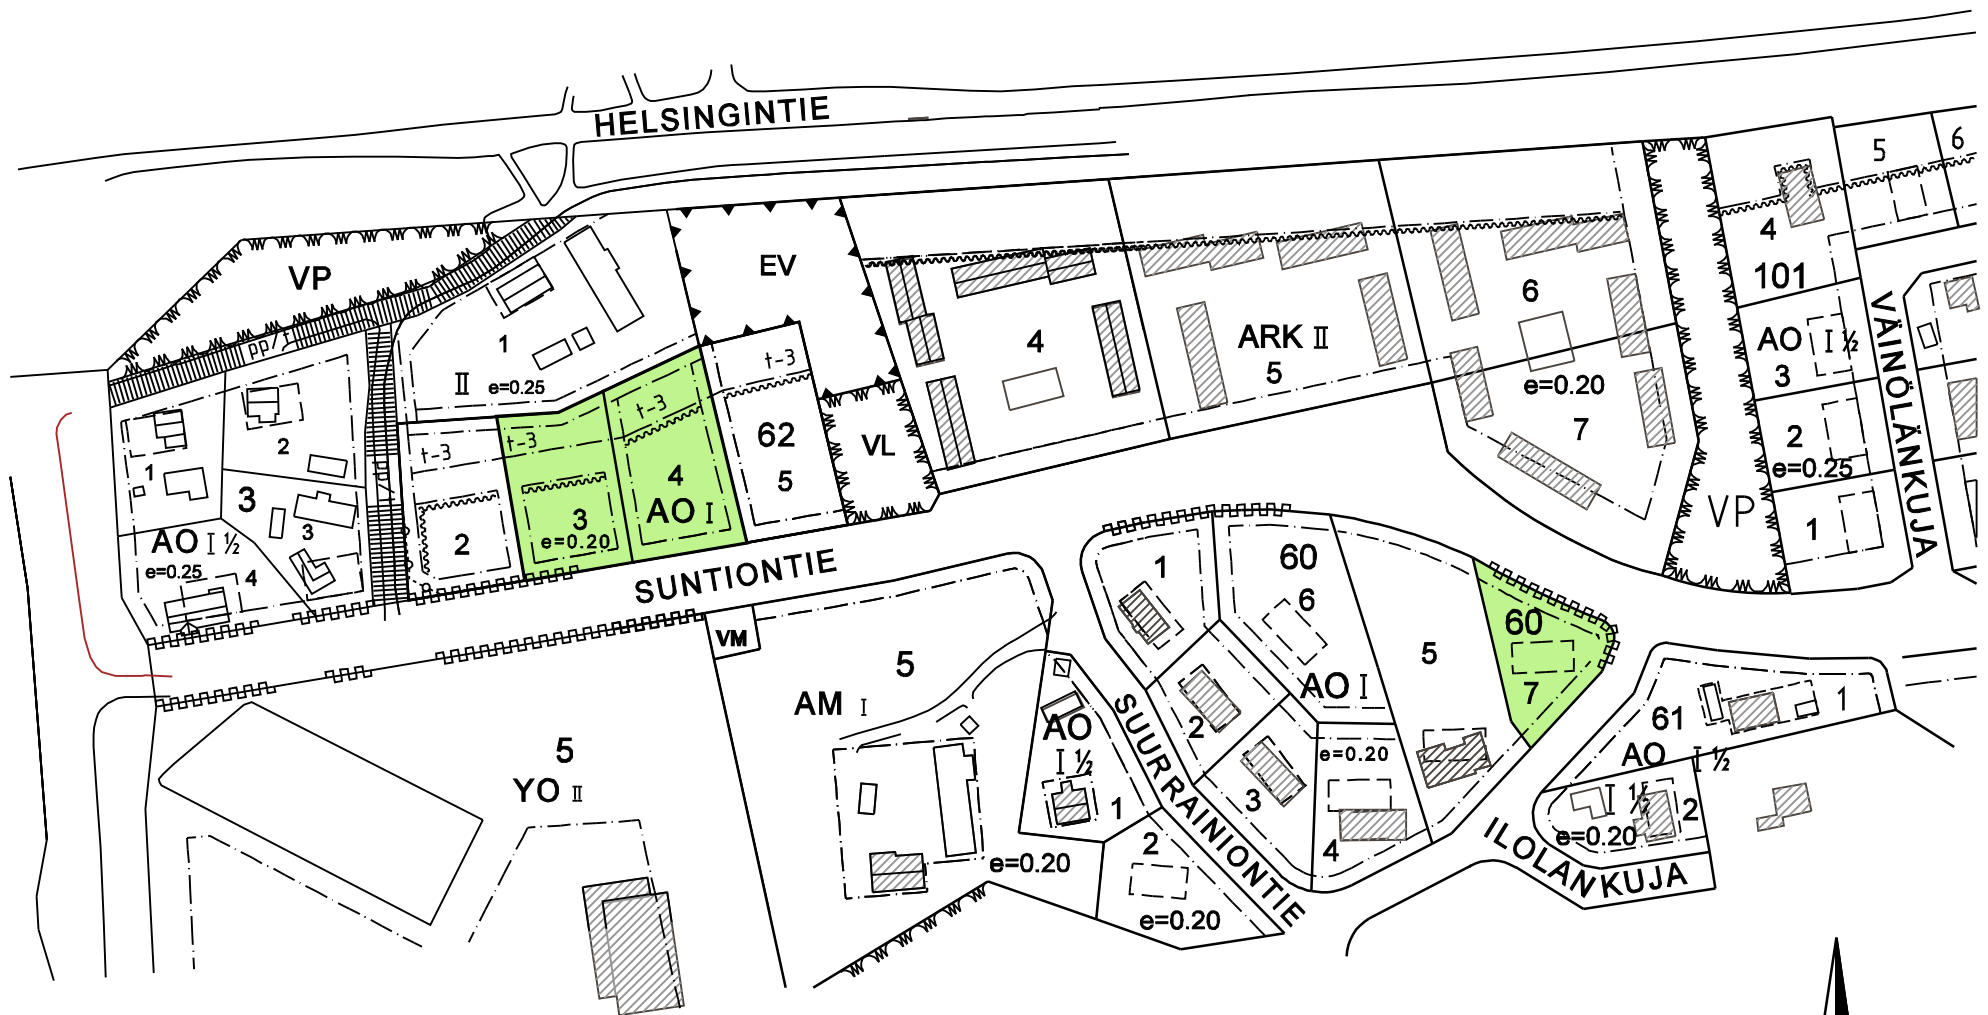 HELSINGINTIE
VP
EV
5
6
4
101
pp/t
1
II e=0.25
t-3
4
ARK II
5
6
e=0.20
7
AO I ½
3
2
e=0.25
1
VÄINÖLÄNKUJA
VP
1
2
3
3
AO I ½
e=0.25
4
t-3
2
t-3
3
e=0.20
t-3
4
AO I
62
5
VL
SUNTIONTIE
VM
5
AM I
5
YO II
AO
I ½
1
e=0.20
2
e=0.20
SUURRAINIONTIE
1
2
3
60
6
AO I
e=0.20
4
5
60
7
61
AO I ½
1
I ½
e=0.20
2
ILOLANKUJA